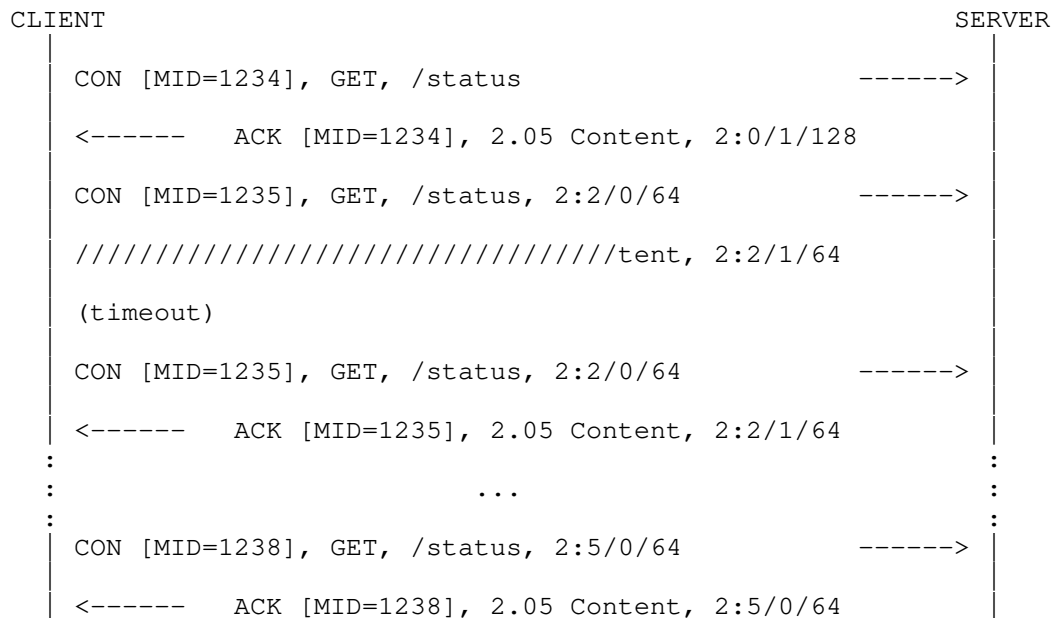 CLIENT                                                     SERVER
CON [MID=1234], GET, /status                     ------>
<------   ACK [MID=1234], 2.05 Content, 2:0/1/128
CON [MID=1235], GET, /status, 2:2/0/64           ------>
//////////////////////////////////tent, 2:2/1/64
(timeout)
CON [MID=1235], GET, /status, 2:2/0/64           ------>
<------   ACK [MID=1235], 2.05 Content, 2:2/1/64
:                                                          :
:                          ...                             :
:                                                          :
CON [MID=1238], GET, /status, 2:5/0/64           ------>
<------   ACK [MID=1238], 2.05 Content, 2:5/0/64